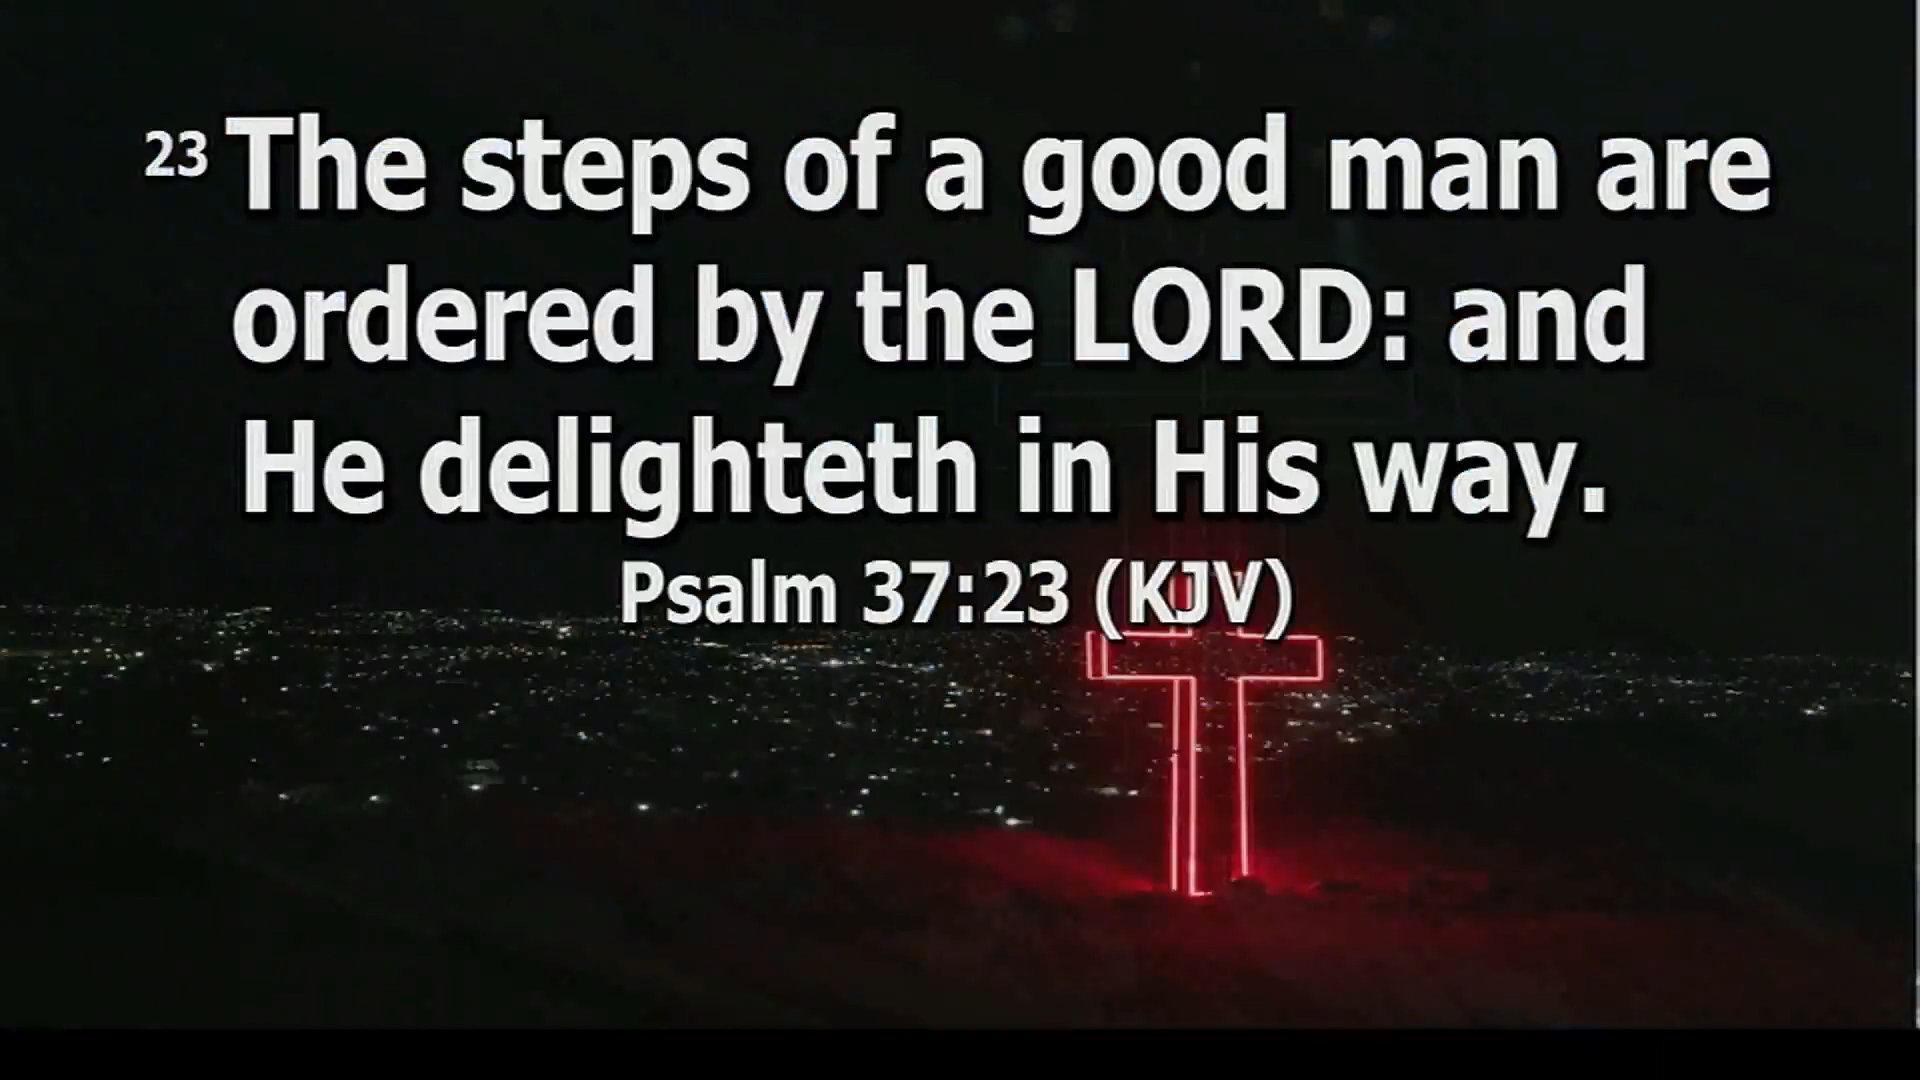 23 The steps of a good man are
ordered by the LORD: and
He delighteth in His way.
Psalm 37:23 (KJV)